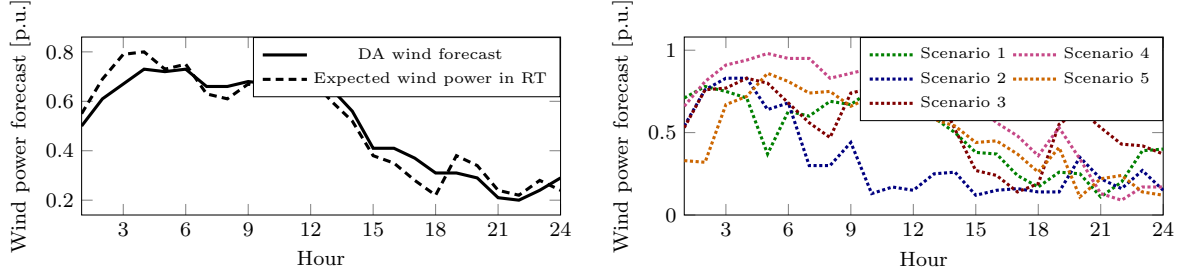 Wind power forecast [p.u.]
0.8
0.6
0.4
0.2
3 6 9 12 15 18 21 24
Hour
DA wind forecast
Expected wind power in RT
Wind power forecast [p.u.]
1
0.5
0
3 6 9 12 15 18 21 24
Hour
Scenario 1 Scenario 4
Scenario 2 Scenario 5
Scenario 3